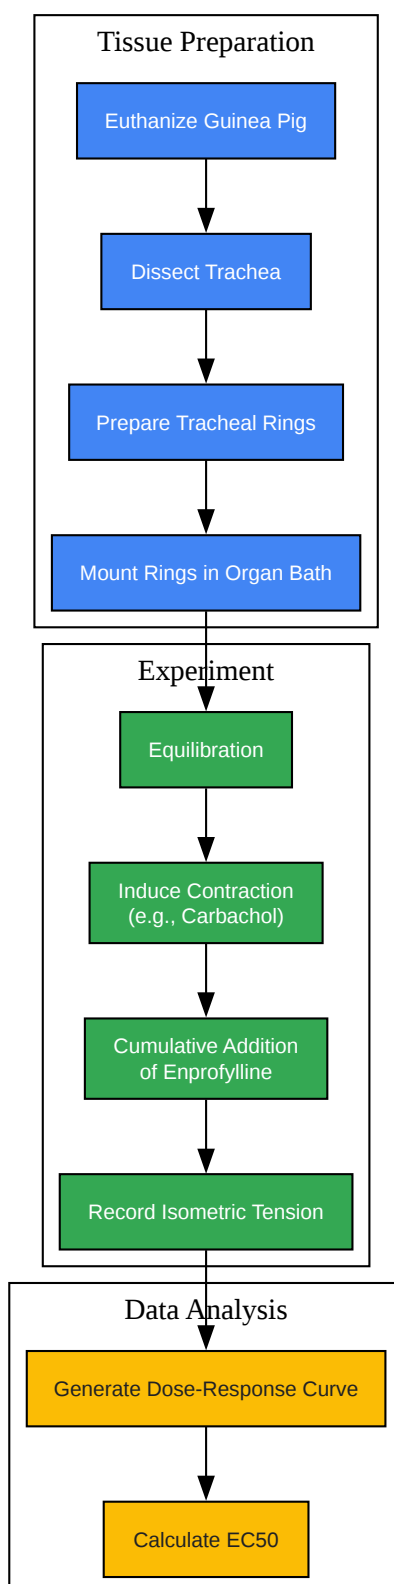 Tissue Preparation
Euthanize Guinea Pig
Dissect Trachea
Prepare Tracheal Rings
Mount Rings in Organ Bath
Experiment
Equilibration
Induce Contraction
(e.g., Carbachol)
Cumulative Addition
of Enprofylline
Record Isometric Tension
Data Analysis
Generate Dose-Response Curve
Calculate EC50